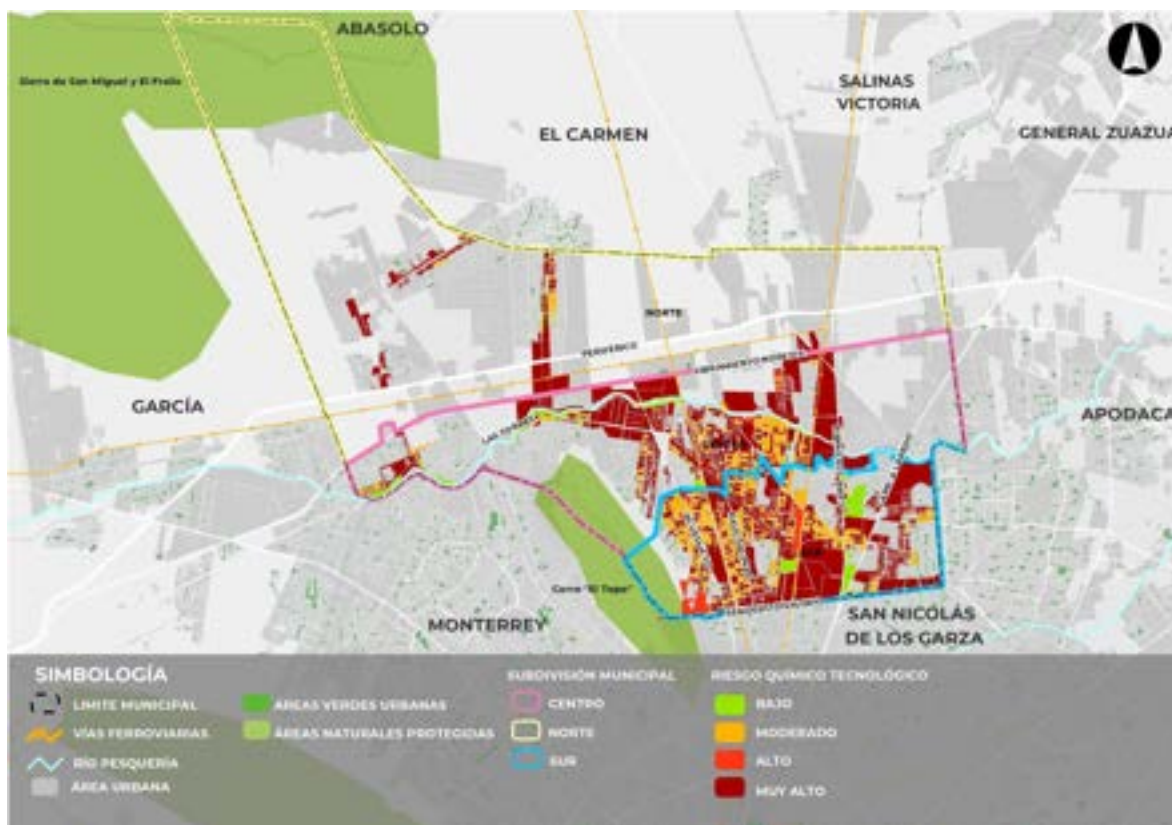 ABASOLO
Sierra de San Miguel y El Fraile
SALINAS
VICTORIA
EL CARMEN
GENERAL ZUAZUA
NORTE
PERIFÉRICO
GARCÍA
APODACA
Cerro "El Topo"
MONTERREY
SAN NICOLÁS
DE LOS GARZA
SIMBOLOGÍA
LIMITE MUNICIPAL
VÍAS FERROVIARIAS
RÍO PESQUERÍA
ÁREA URBANA
ÁREAS VERDES URBANAS
ÁREAS NATURALES PROTEGIDAS
SUBDIVISIÓN MUNICIPAL
CENTRO
NORTE
SUR
RIESGO QUÍMICO TECNOLÓGICO
BAJO
MODERADO
ALTO
MUY ALTO